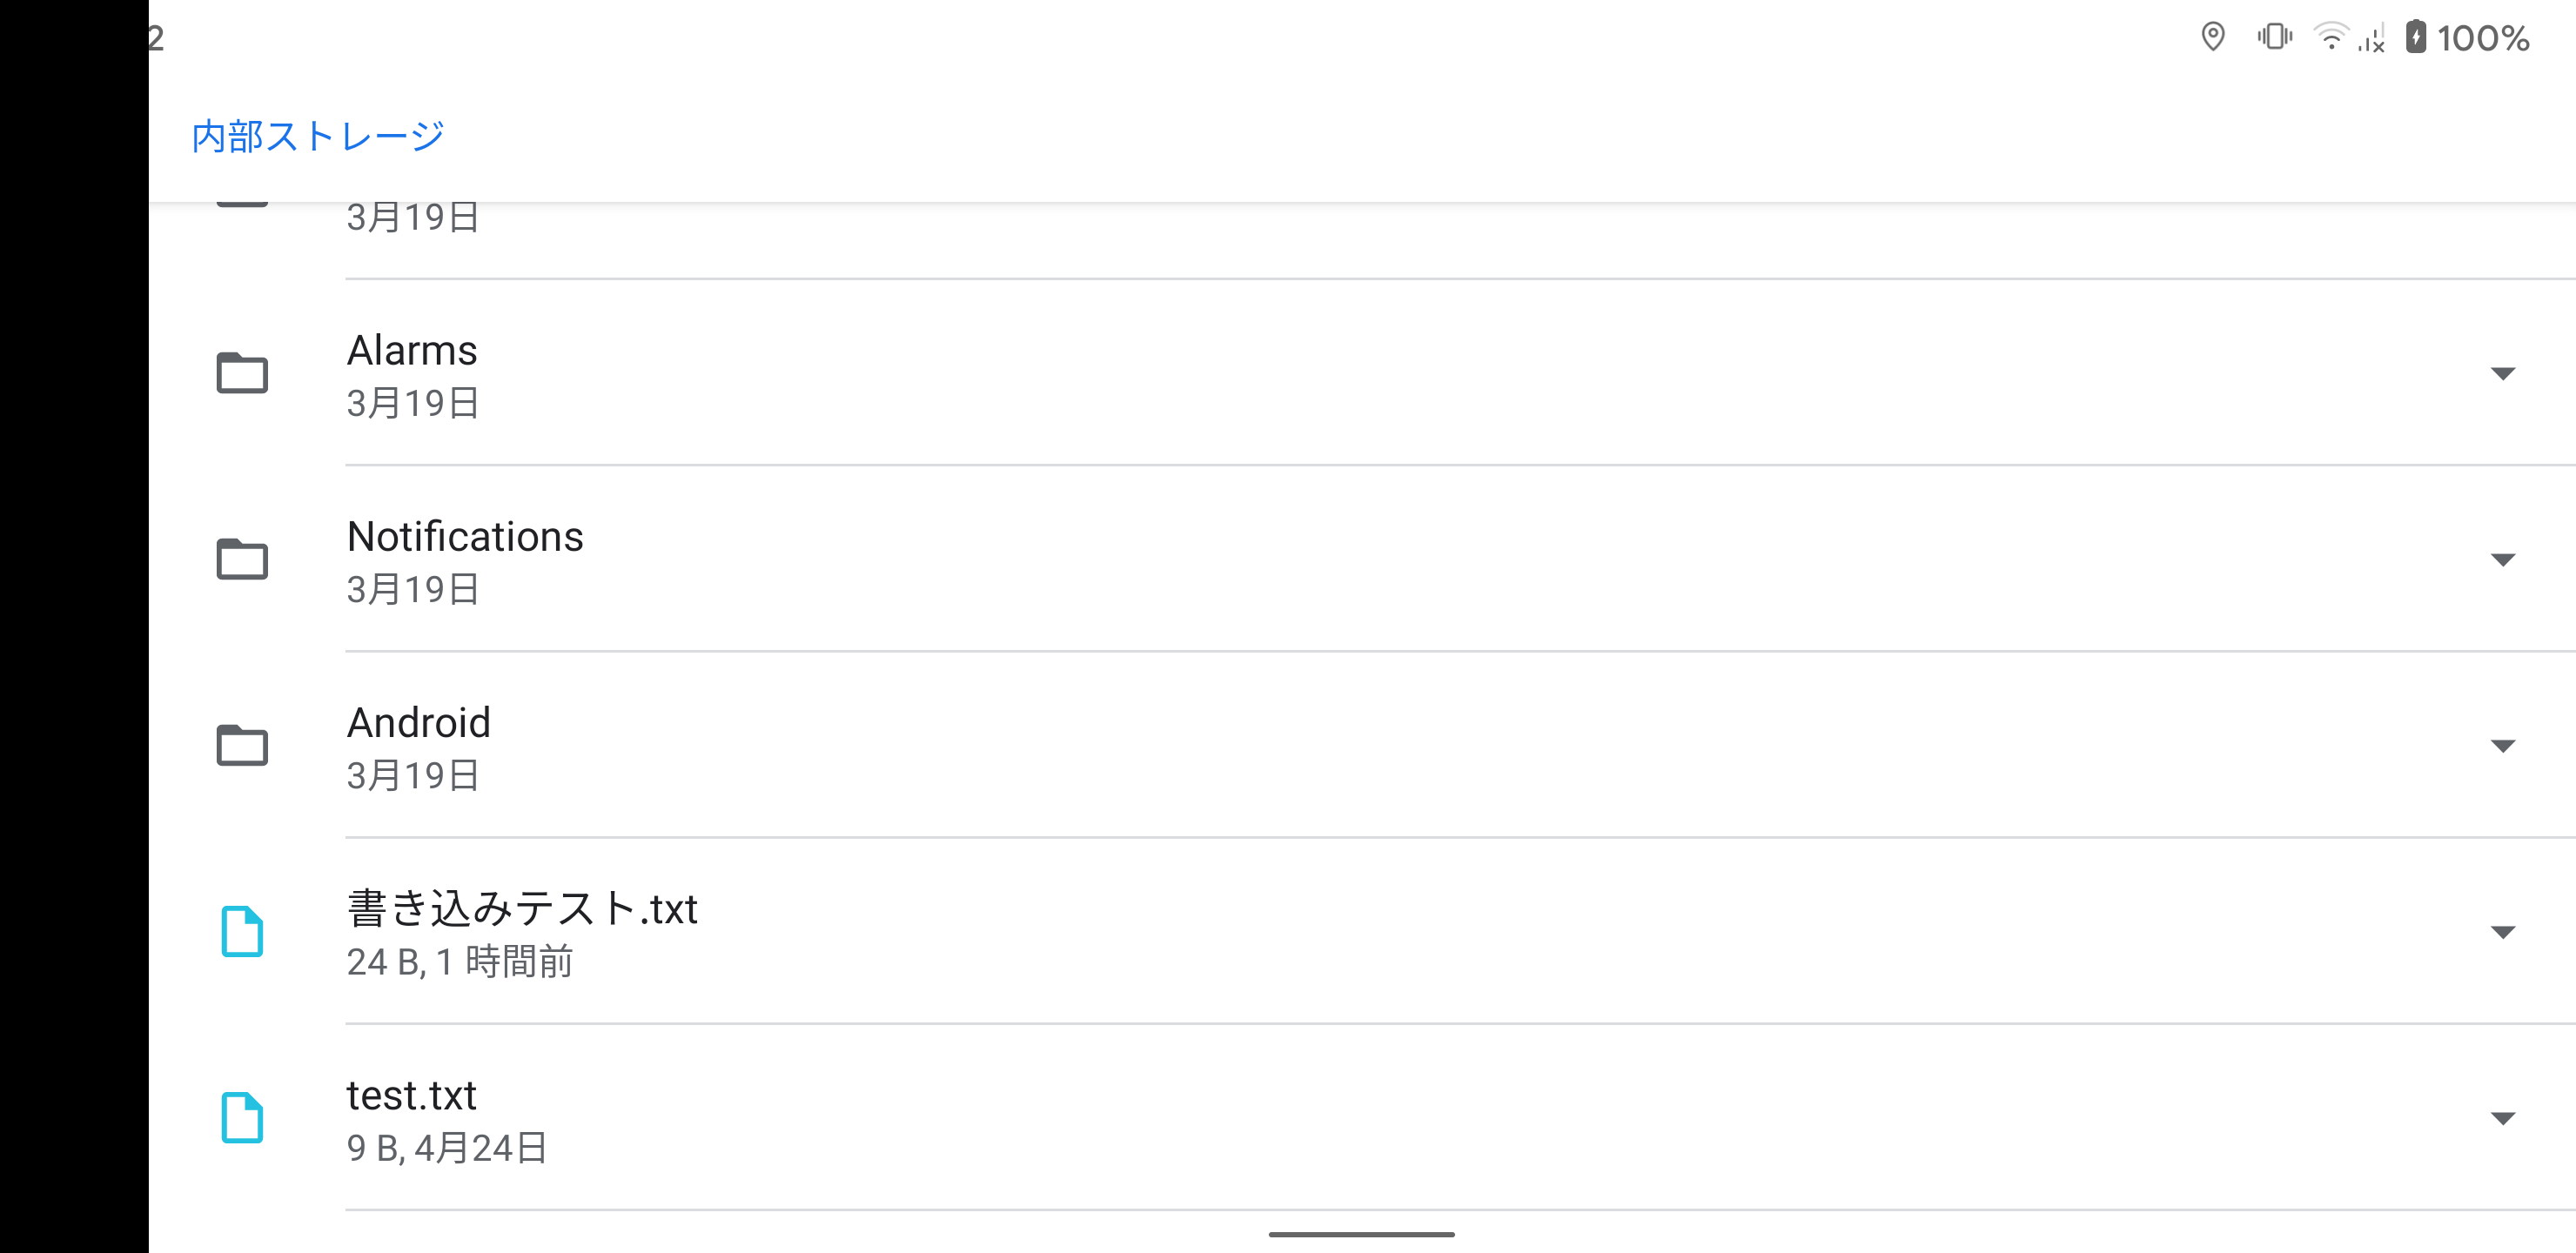 2
100%
内部ストレージ
3月19日
Alarms
3月19日
Notifications
3月19日
Android
3月19日
書き込みテスト.txt
24 B, 1 時間前
test.txt
9 B, 4月24日